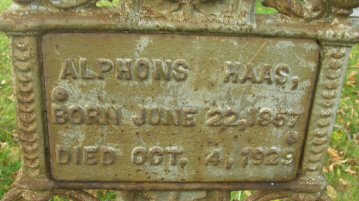 ALPHONS HAAS,
BORN JUNE 22.1857
DIED OCT. 4, 1929